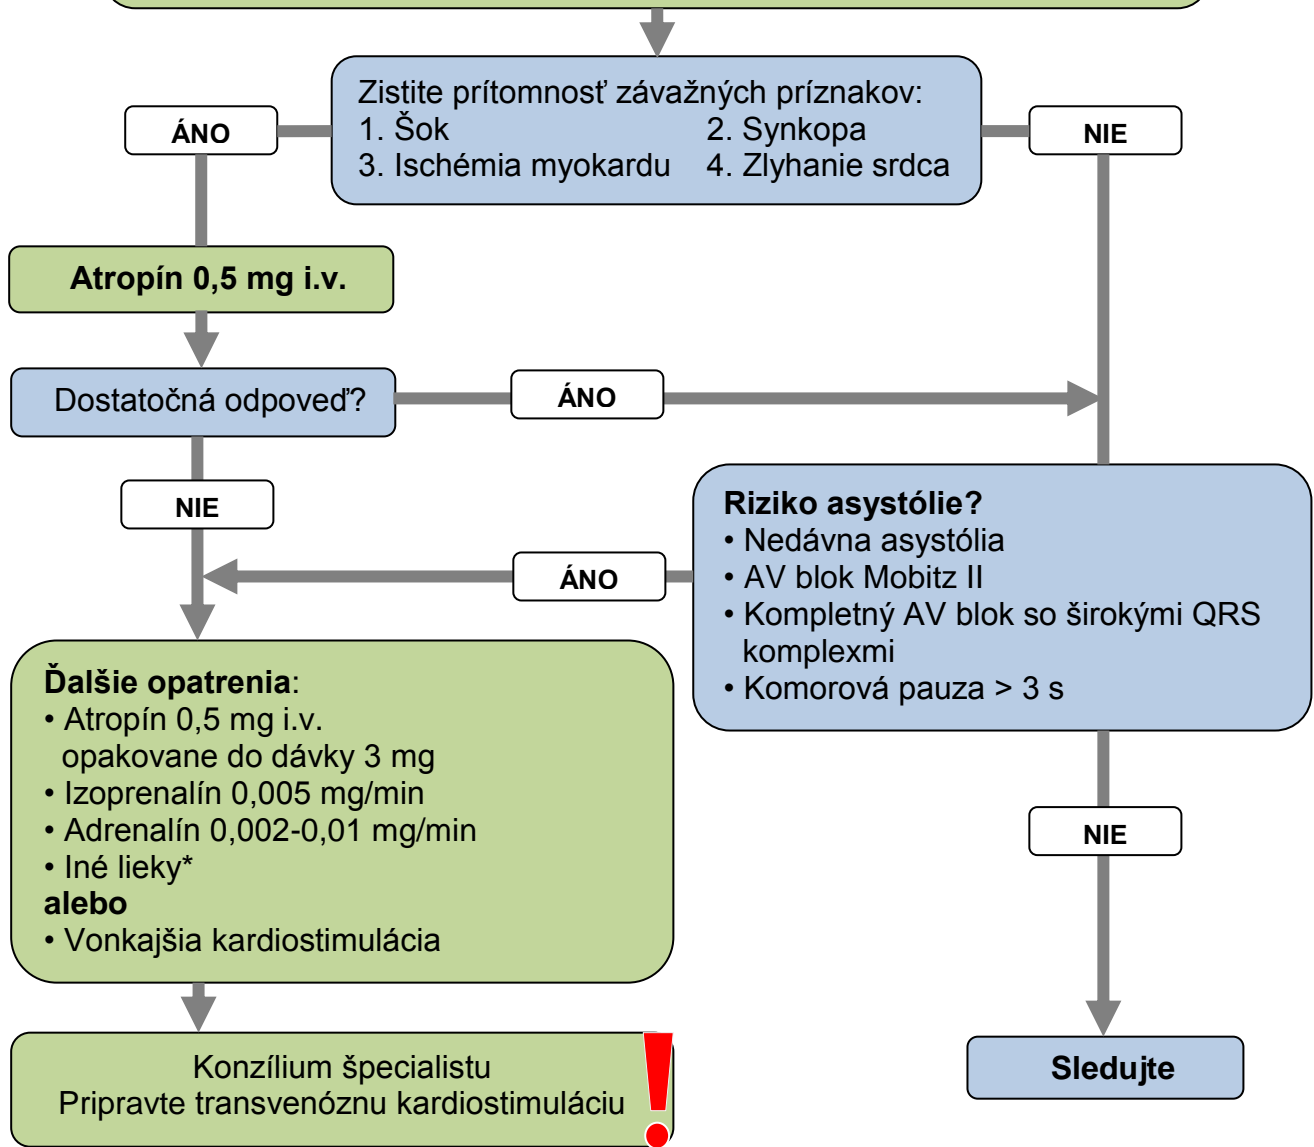 Zistite prítomnosť závažných príznakov:
1. Šok 2. Synkopa
3. Ischémia myokardu 4. Zlyhanie srdca
ÁNO
NIE
Atropín 0,5 mg i.v.
Dostatočná odpoveď?
ÁNO
NIE
Riziko asystólie?
• Nedávna asystólia
• AV blok Mobitz II
• Kompletný AV blok so širokými QRS
komplexmi
• Komorová pauza > 3 s
ÁNO
Ďalšie opatrenia:
• Atropín 0,5 mg i.v.
opakovane do dávky 3 mg
• Izoprenalín 0,005 mg/min
• Adrenalín 0,002-0,01 mg/min
• Iné lieky*
alebo
• Vonkajšia kardiostimulácia
NIE
Konzílium špecialistu
Pripravte transvenóznu kardiostimuláciu
!
Sledujte